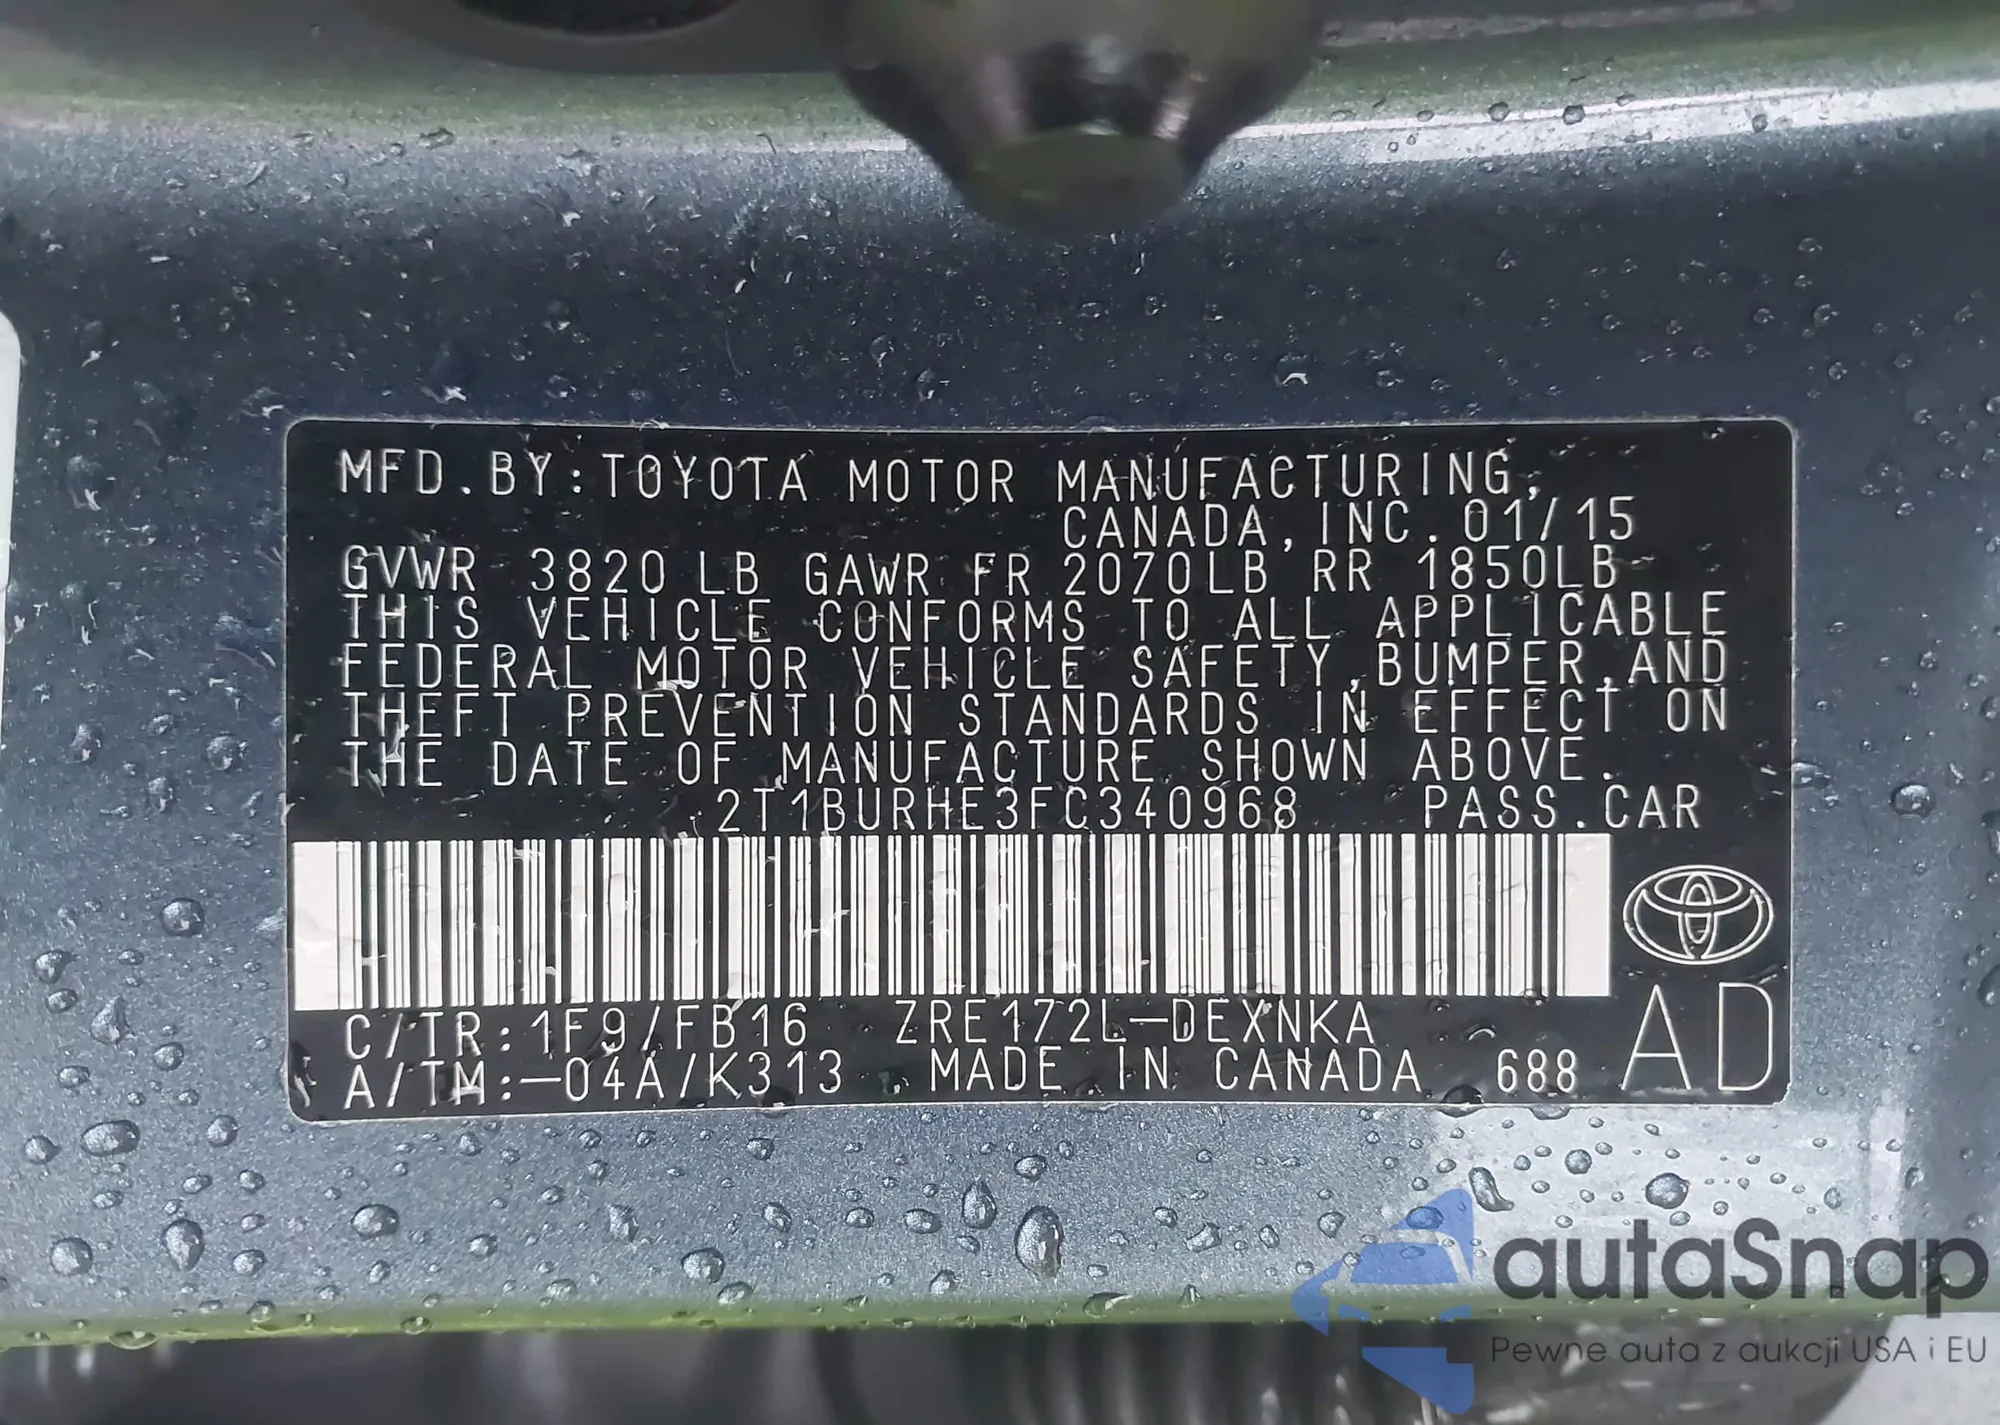 MFD.BY:TOYOTA MOTOR MANUFACTURING,
CANADA,INC.01/15
GVWR 3820 LB GAWR FR 2070LB RR 1850LB
THIS VEHICLE CONFORMS TO ALL APPLICABLE
FEDERAL MOTOR VEHICLE SAFETY,BUMPER,AND
THEFT PREVENTION STANDARDS IN EFFECT ON
THE DATE OF MANUFACTURE SHOWN ABOVE.
2T1BURHE3FC340968 PASS.CAR
C/TR:1F9/FB16 ZRE172L-DEXNKA
A/TM:-04A/K313 MADE IN CANADA 688 AD
autaSnap
Pewne auta z aukcji USA i EU